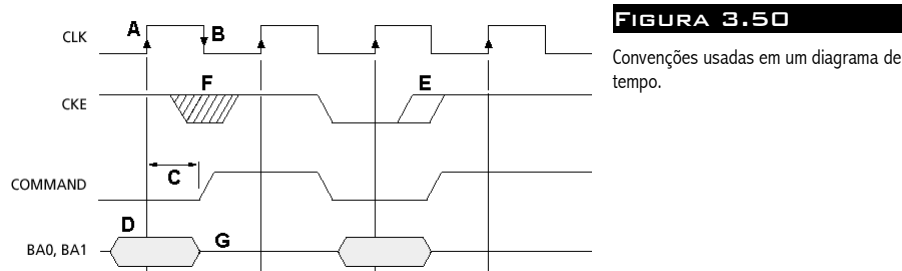 FIGURA 3.50
Convenções usadas em um diagrama de
tempo.
A
B
CLK
F
E
CKE
C
COMMAND
D
G
BA0, BA1